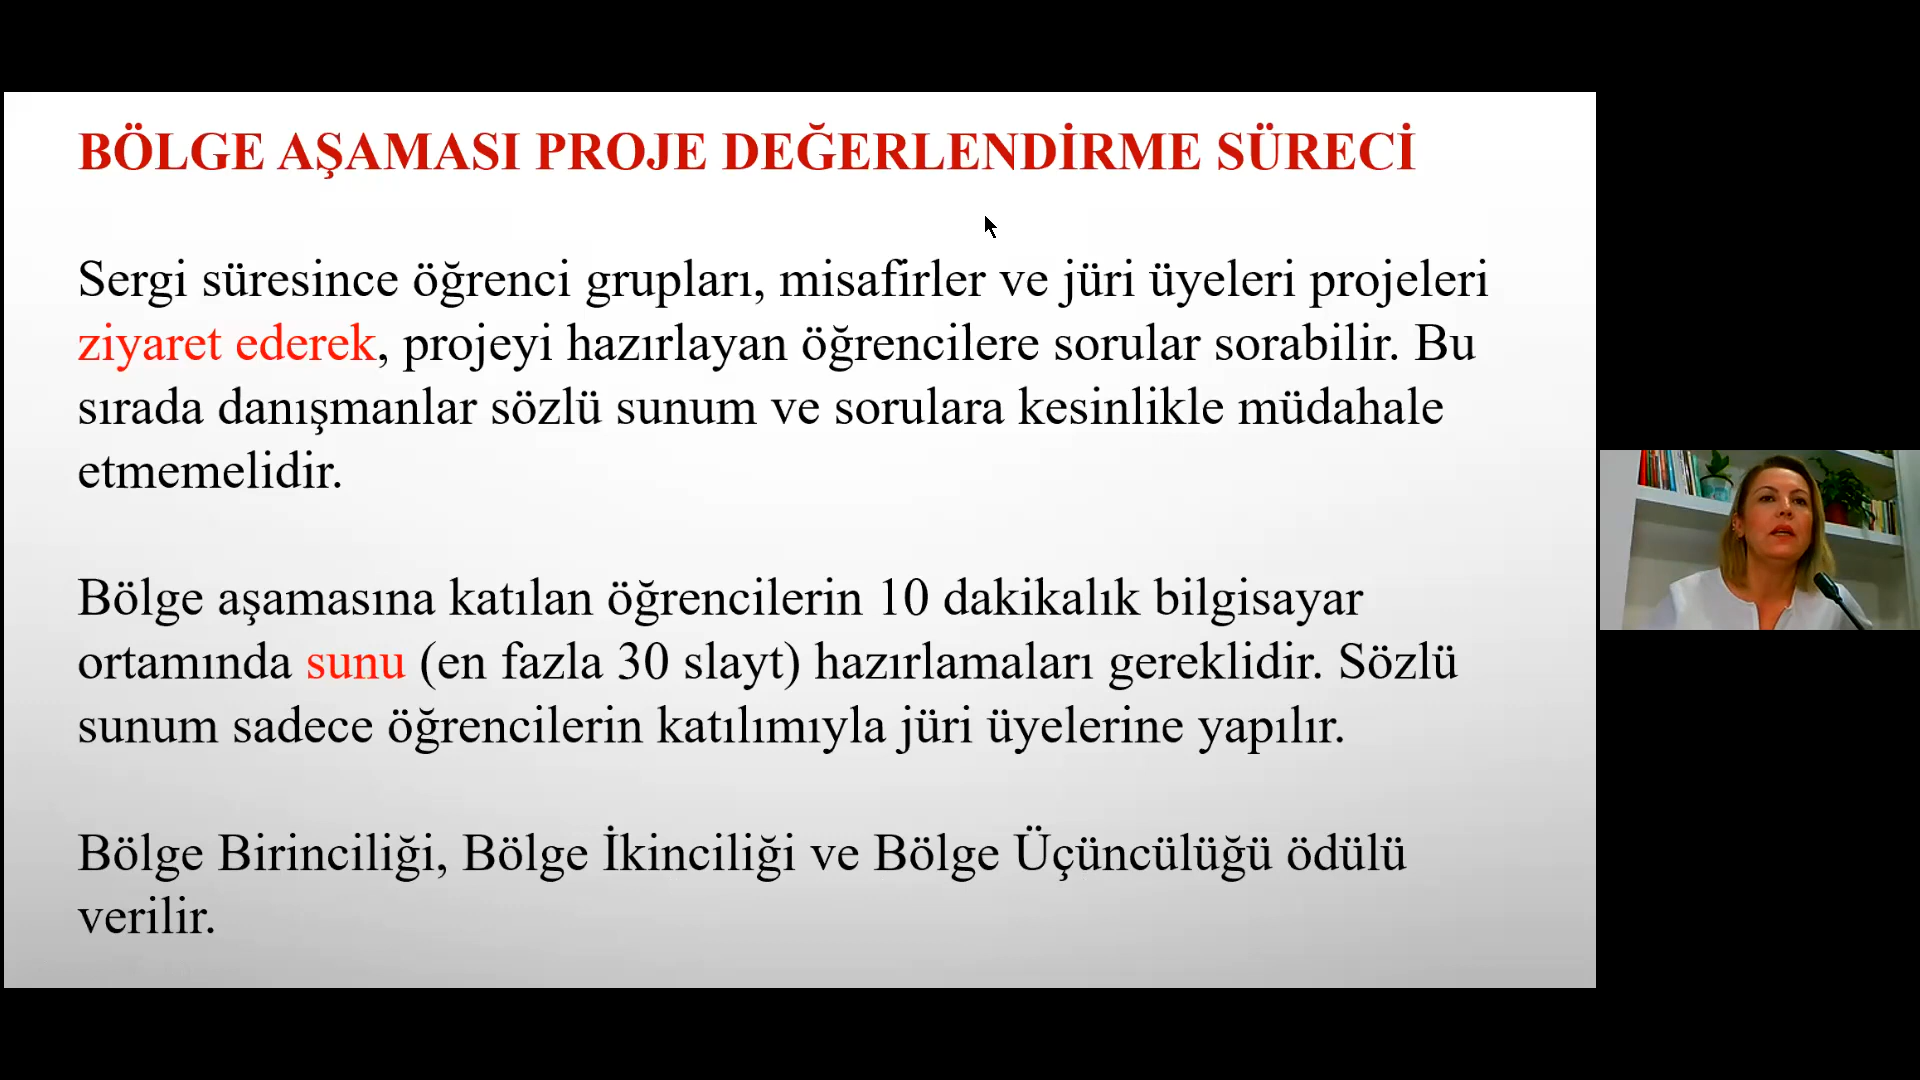 BÖLGE AŞAMASI PROJE DEĞERLENDİRME SÜRECİ
Sergi süresince öğrenci grupları, misafirler ve jüri üyeleri projeleri
ziyaret ederek, projeyi hazırlayan öğrencilere sorular sorabilir. Bu
sırada danışmanlar sözlü sunum ve sorulara kesinlikle müdahale
etmemelidir.
Bölge aşamasına katılan öğrencilerin 10 dakikalık bilgisayar
ortamında sunu (en fazla 30 slayt) hazırlamaları gereklidir. Sözlü
sunum sadece öğrencilerin katılımıyla jüri üyelerine yapılır.
Bölge Birinciliği, Bölge İkinciliği ve Bölge Üçüncülüğü ödülü
verilir.